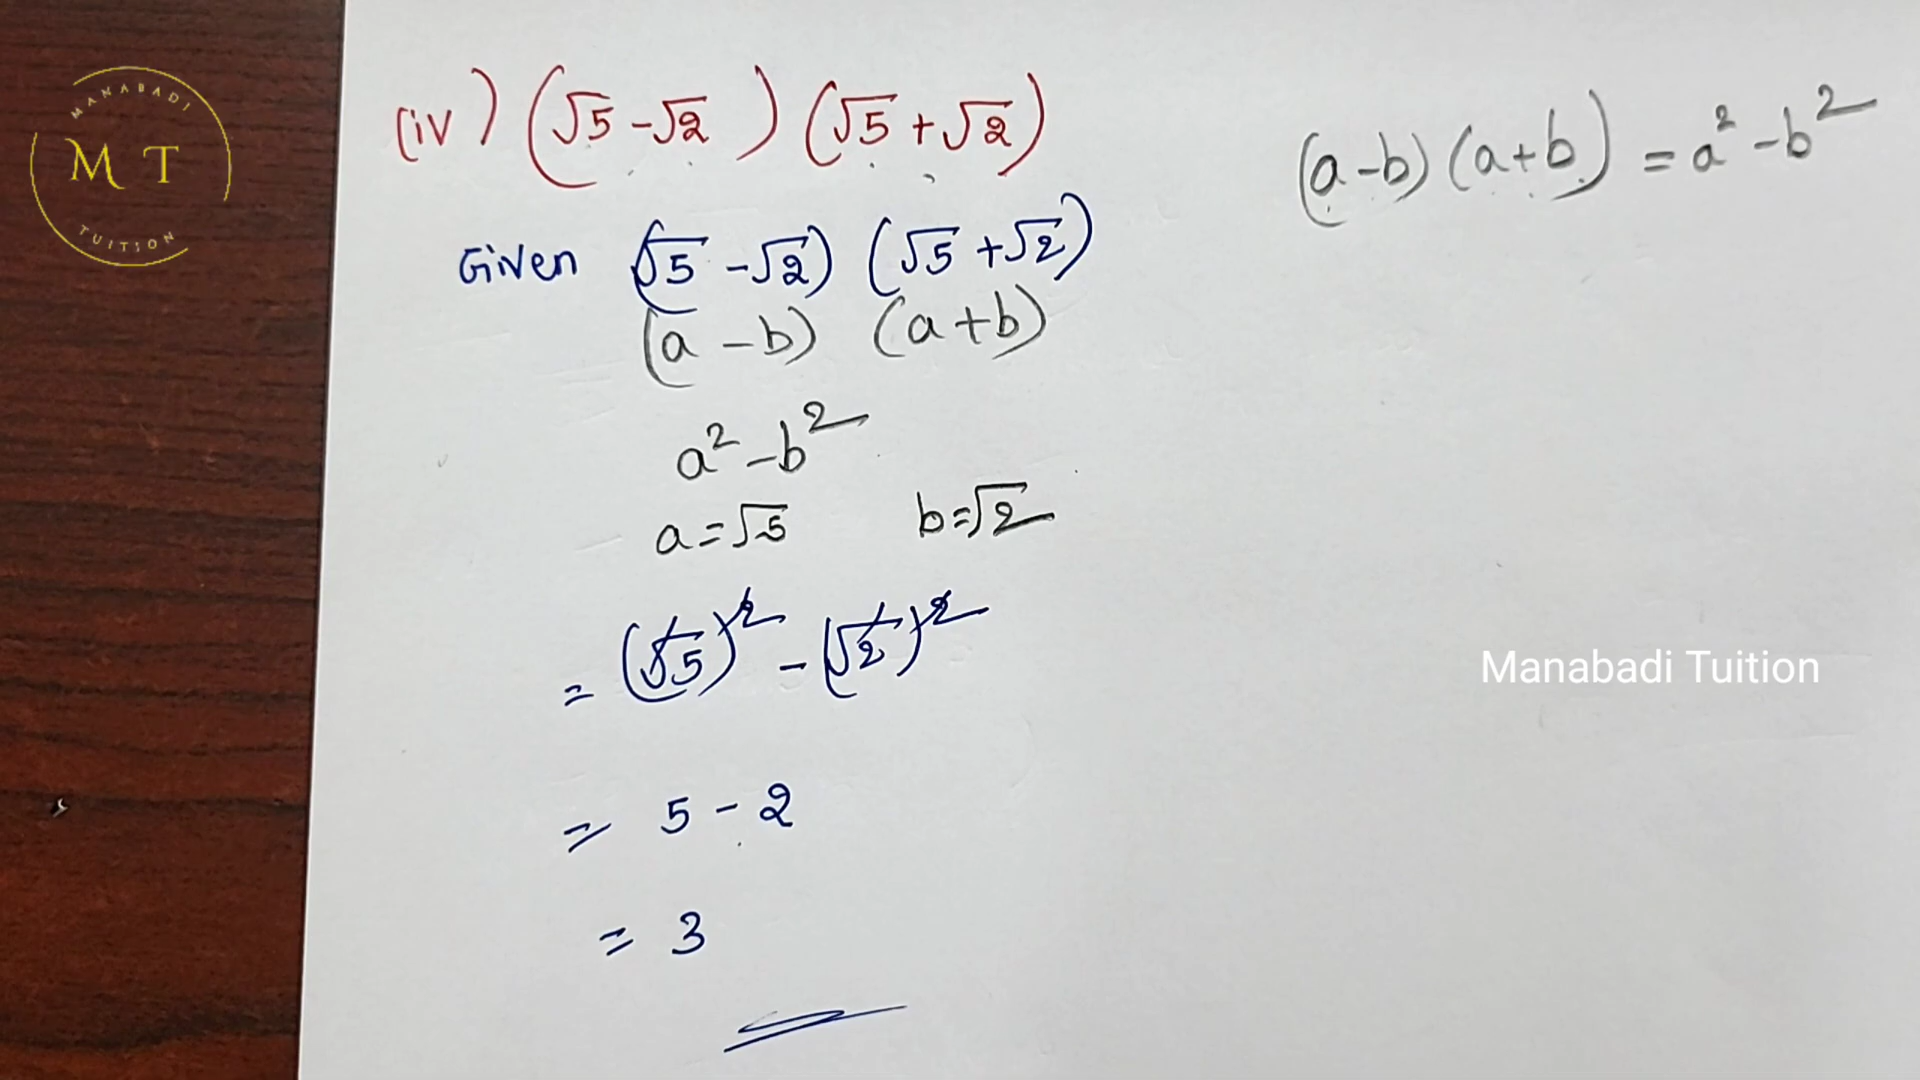 MANABADI
MT
TUITION
(iv) (√5 - √2) (√5 + √2)
(a - b) (a + b) = a² - b²
Given (√5 - √2) (√5 + √2)
(a - b) (a + b)
a² - b²
a = √5 b = √2
= (√5)² - (√2)²
= 5 - 2
= 3
Manabadi Tuition